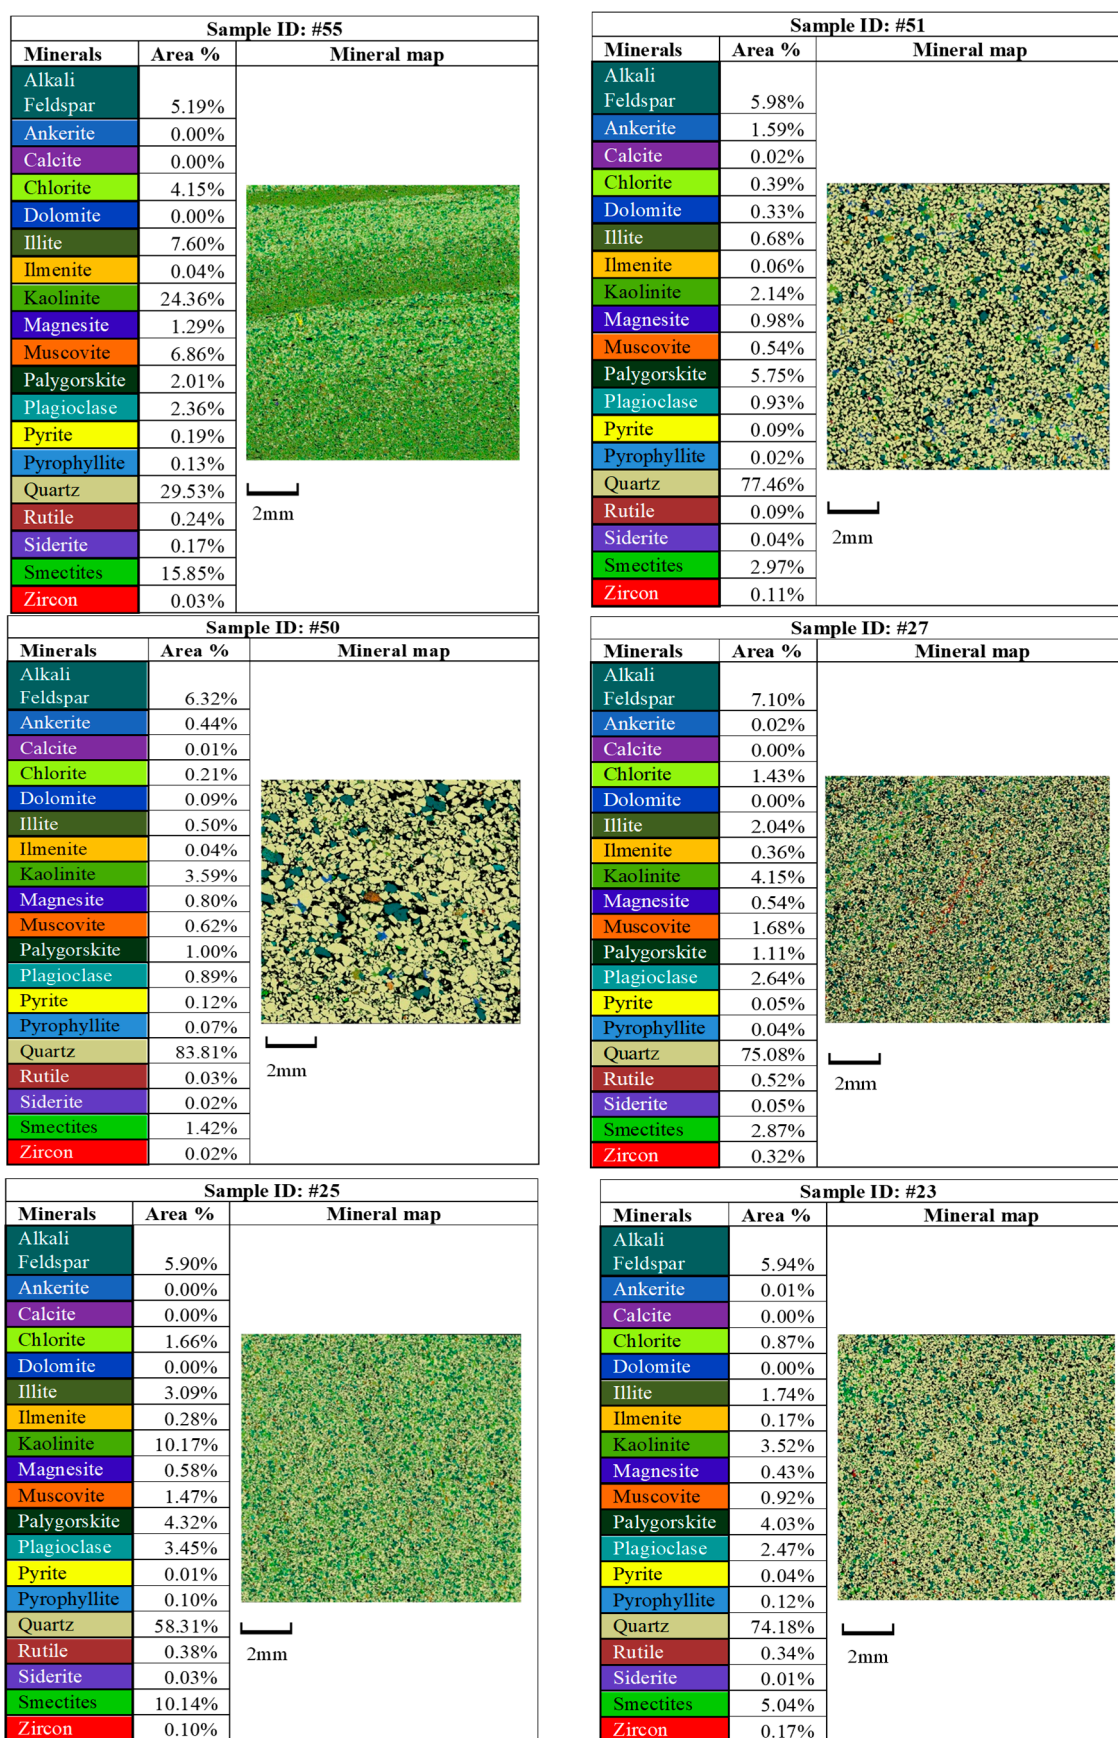 Sample ID: #55
Minerals Area % Mineral map
Alkali
Feldspar 5.19%
Ankerite 0.00%
Calcite 0.00%
Chlorite 4.15%
Dolomite 0.00%
Illite 7.60%
Ilmenite 0.04%
Kaolinite 24.36%
Magnesite 1.29%
Muscovite 6.86%
Palygorskite 2.01%
Plagioclase 2.36%
Pyrite 0.19%
Pyrophyllite 0.13%
Quartz 29.53%
Rutile 0.24%
Siderite 0.17%
Smectites 15.85%
Zircon 0.03%
2mm
Sample ID: #51
Minerals Area % Mineral map
Alkali
Feldspar 5.98%
Ankerite 1.59%
Calcite 0.02%
Chlorite 0.39%
Dolomite 0.33%
Illite 0.68%
Ilmenite 0.06%
Kaolinite 2.14%
Magnesite 0.98%
Muscovite 0.54%
Palygorskite 5.75%
Plagioclase 0.93%
Pyrite 0.09%
Pyrophyllite 0.02%
Quartz 77.46%
Rutile 0.09%
Siderite 0.04%
Smectites 2.97%
Zircon 0.11%
2mm
Sample ID: #50
Minerals Area % Mineral map
Alkali
Feldspar 6.32%
Ankerite 0.44%
Calcite 0.01%
Chlorite 0.21%
Dolomite 0.09%
Illite 0.50%
Ilmenite 0.04%
Kaolinite 3.59%
Magnesite 0.80%
Muscovite 0.62%
Palygorskite 1.00%
Plagioclase 0.89%
Pyrite 0.12%
Pyrophyllite 0.07%
Quartz 83.81%
Rutile 0.03%
Siderite 0.02%
Smectites 1.42%
Zircon 0.02%
2mm
Sample ID: #27
Minerals Area % Mineral map
Alkali
Feldspar 7.10%
Ankerite 0.02%
Calcite 0.00%
Chlorite 1.43%
Dolomite 0.00%
Illite 2.04%
Ilmenite 0.36%
Kaolinite 4.15%
Magnesite 0.54%
Muscovite 1.68%
Palygorskite 1.11%
Plagioclase 2.64%
Pyrite 0.05%
Pyrophyllite 0.04%
Quartz 75.08%
Rutile 0.52%
Siderite 0.05%
Smectites 2.87%
Zircon 0.32%
2mm
Sample ID: #25
Minerals Area % Mineral map
Alkali
Feldspar 5.90%
Ankerite 0.00%
Calcite 0.00%
Chlorite 1.66%
Dolomite 0.00%
Illite 3.09%
Ilmenite 0.28%
Kaolinite 10.17%
Magnesite 0.58%
Muscovite 1.47%
Palygorskite 4.32%
Plagioclase 3.45%
Pyrite 0.01%
Pyrophyllite 0.10%
Quartz 58.31%
Rutile 0.38%
Siderite 0.03%
Smectites 10.14%
Zircon 0.10%
2mm
Sample ID: #23
Minerals Area % Mineral map
Alkali
Feldspar 5.94%
Ankerite 0.01%
Calcite 0.00%
Chlorite 0.87%
Dolomite 0.00%
Illite 1.74%
Ilmenite 0.17%
Kaolinite 3.52%
Magnesite 0.43%
Muscovite 0.92%
Palygorskite 4.03%
Plagioclase 2.47%
Pyrite 0.04%
Pyrophyllite 0.12%
Quartz 74.18%
Rutile 0.34%
Siderite 0.01%
Smectites 5.04%
Zircon 0.17%
2mm